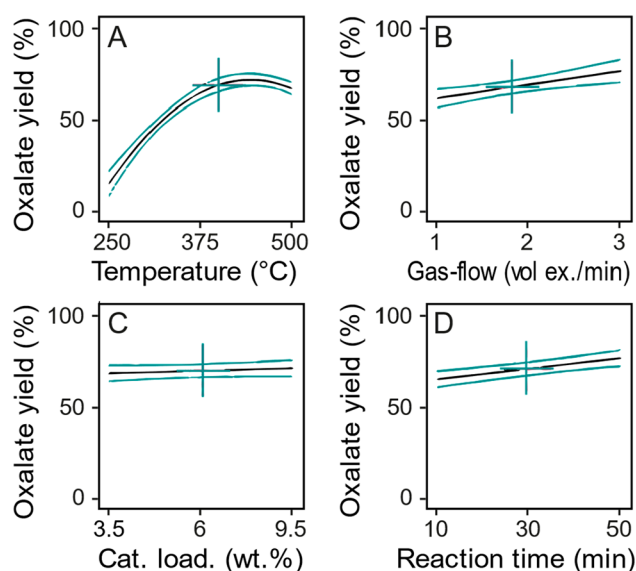 A
Oxalate yield (%)
100
50
0
250 375 500
Temperature (°C)
B
Oxalate yield (%)
100
50
0
1 2 3
Gas-flow (vol ex./min)
C
Oxalate yield (%)
100
50
0
3.5 6 9.5
Cat. load. (wt.%)
D
Oxalate yield (%)
100
50
0
10 30 50
Reaction time (min)